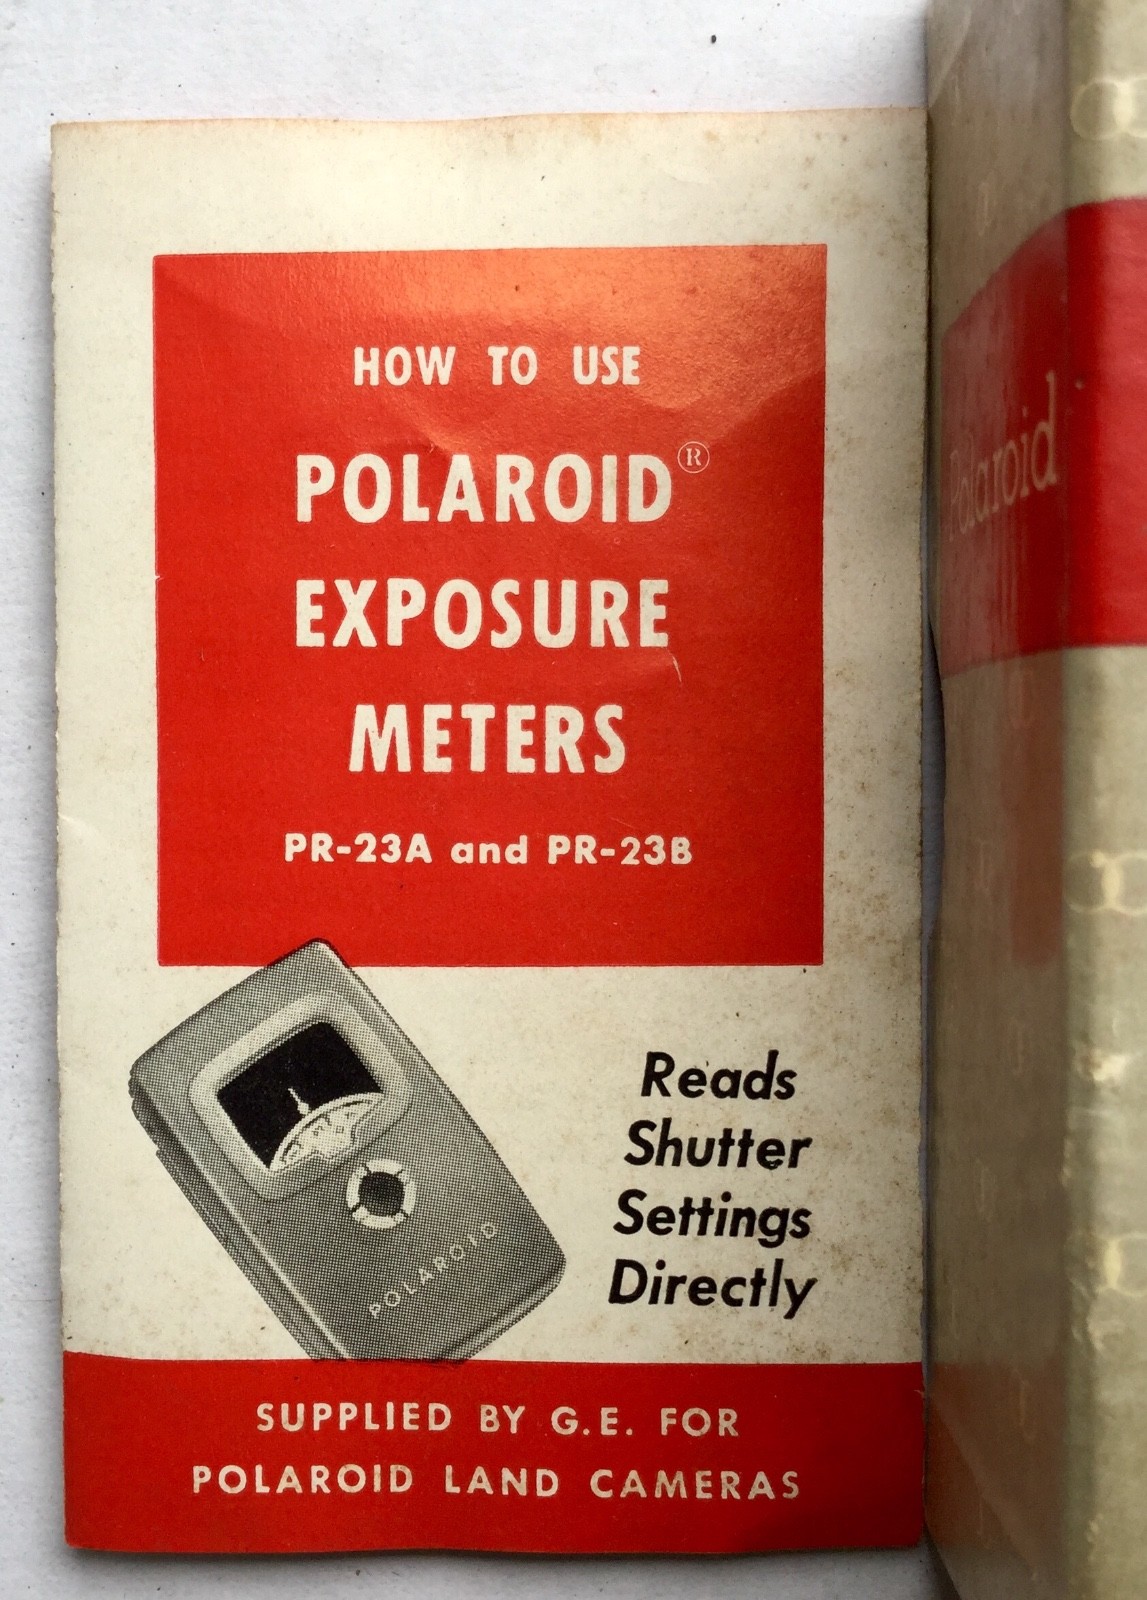 HOW TO USE
POLAROID®
EXPOSURE
METERS
PR-23A and PR-23B
Reads
Shutter
Settings
Directly
POLAROID
SUPPLIED BY G.E. FOR
POLAROID LAND CAMERAS
Polaroid